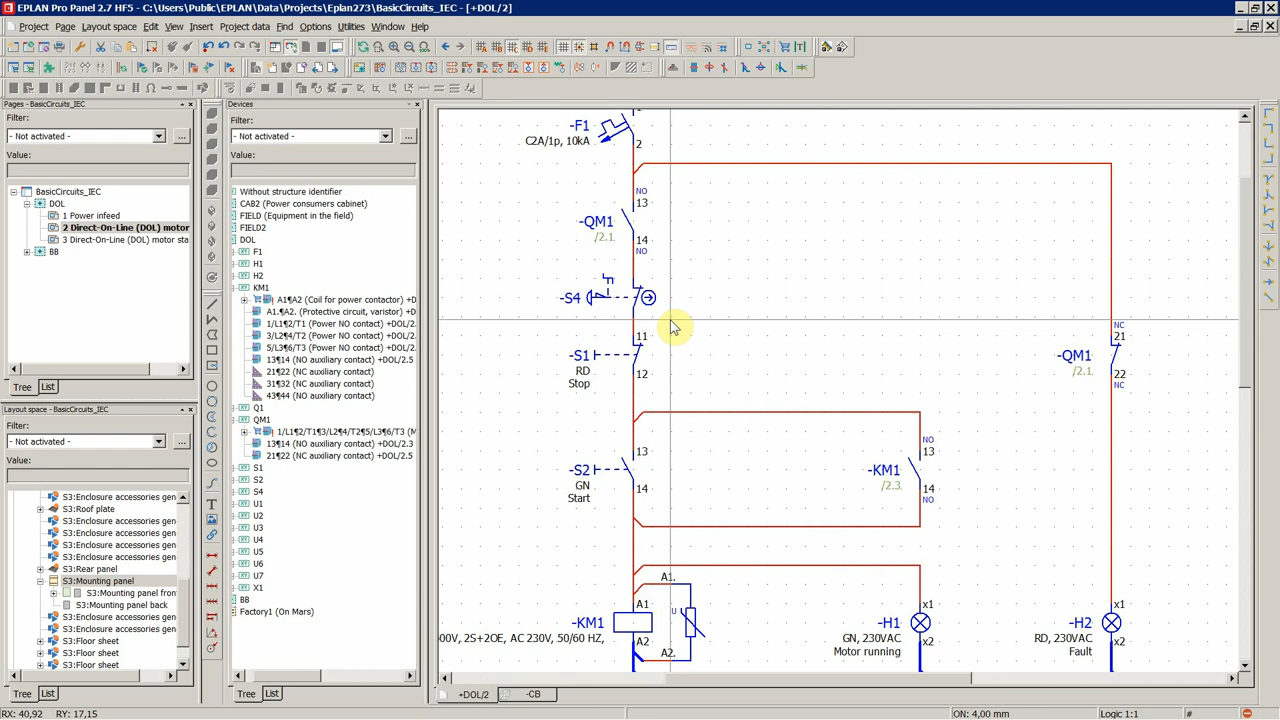 EPLAN Pro Panel 2.7 HF5 - C:\Users\Public\EPLAN\Data\Projects\Eplan273\BasicCircuits_IEC - [+DOL/2]
Project Page Layout space Edit View Insert Project data Find Options Utilities Window Help
Pages - BasicCircuits_IEC
Filter:
- Not activated -
...
Value:
BasicCircuits_IEC
DOL
1 Power infeed
2 Direct-On-Line (DOL) motor
3 Direct-On-Line (DOL) motor sta
BB
Tree List
Layout space - BasicCircuits_IEC
Filter:
- Not activated -
...
Value:
S3:Enclosure accessories gen
S3:Roof plate
S3:Enclosure accessories gen
S3:Enclosure accessories gen
S3:Enclosure accessories gen
S3:Enclosure accessories gen
S3:Rear panel
S3:Mounting panel
S3:Mounting panel fron
S3:Mounting panel back
S3:Enclosure accessories gen
S3:Enclosure accessories gen
S3:Floor sheet
S3:Floor sheet
S3:Floor sheet
Tree List
Devices - BasicCircuits_IEC
Filter:
- Not activated -
...
Value:
Without structure identifier
CAB2 (Power consumers cabinet)
FIELD (Equipment in the field)
FIELD2
DOL
F1
H1
H2
KM1
A1¶A2 (Coil for power contactor) +D
A1.¶A2. (Protective circuit, varistor) +D
1/L1¶2/T1 (Power NO contact) +DOL/2
3/L2¶4/T2 (Power NO contact) +DOL/2
5/L3¶6/T3 (Power NO contact) +DOL/2
13¶14 (NO auxiliary contact) +DOL/2.5
21¶22 (NC auxiliary contact)
31¶32 (NC auxiliary contact)
43¶44 (NO auxiliary contact)
Q1
QM1
1/L1¶2/T1¶3/L2¶4/T2¶5/L3¶6/T3 (M
13¶14 (NO auxiliary contact) +DOL/2.3
21¶22 (NC auxiliary contact) +DOL/2.5
S1
S2
S4
U1
U2
U3
U4
U5
U6
U7
X1
BB
Factory1 (On Mars)
Tree List
-F1
C2A/1p, 10kA
2
NO
13
-QM1
/2.1
14
NO
-S4
11
-S1
RD
Stop
12
NC
21
-QM1
/2.1
22
NC
13
-S2
GN
Start
14
NO
13
-KM1
/2.3
14
NO
A1.
A1
U
-KM1
00V, 2S+2OE, AC 230V, 50/60 HZ,
A2
A2.
x1
-H1
GN, 230VAC
Motor running
x2
x1
-H2
RD, 230VAC
Fault
x2
+DOL/2 -CB
RX: 40,92 RY: 17,15 ON: 4,00 mm Logic 1:1 #